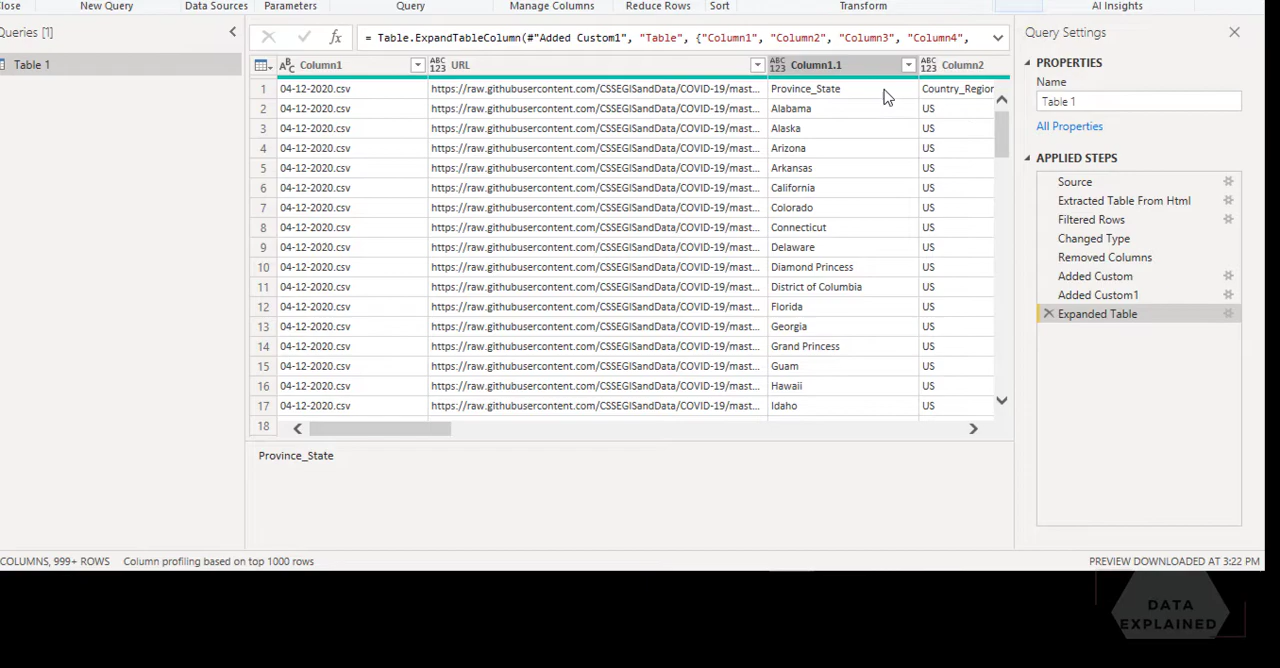 Close New Query Data Sources Parameters Query Manage Columns Reduce Rows Sort Transform AI Insights
Queries [1]
Table 1
= Table.ExpandTableColumn(#"Added Custom1", "Table", {"Column1", "Column2", "Column3", "Column4",
ABC Column1 ABC 123 URL ABC 123 Column1.1 ABC 123 Column2
1 04-12-2020.csv https://raw.githubusercontent.com/CSSEGISandData/COVID-19/mast... Province_State Country_Region
2 04-12-2020.csv https://raw.githubusercontent.com/CSSEGISandData/COVID-19/mast... Alabama US
3 04-12-2020.csv https://raw.githubusercontent.com/CSSEGISandData/COVID-19/mast... Alaska US
4 04-12-2020.csv https://raw.githubusercontent.com/CSSEGISandData/COVID-19/mast... Arizona US
5 04-12-2020.csv https://raw.githubusercontent.com/CSSEGISandData/COVID-19/mast... Arkansas US
6 04-12-2020.csv https://raw.githubusercontent.com/CSSEGISandData/COVID-19/mast... California US
7 04-12-2020.csv https://raw.githubusercontent.com/CSSEGISandData/COVID-19/mast... Colorado US
8 04-12-2020.csv https://raw.githubusercontent.com/CSSEGISandData/COVID-19/mast... Connecticut US
9 04-12-2020.csv https://raw.githubusercontent.com/CSSEGISandData/COVID-19/mast... Delaware US
10 04-12-2020.csv https://raw.githubusercontent.com/CSSEGISandData/COVID-19/mast... Diamond Princess US
11 04-12-2020.csv https://raw.githubusercontent.com/CSSEGISandData/COVID-19/mast... District of Columbia US
12 04-12-2020.csv https://raw.githubusercontent.com/CSSEGISandData/COVID-19/mast... Florida US
13 04-12-2020.csv https://raw.githubusercontent.com/CSSEGISandData/COVID-19/mast... Georgia US
14 04-12-2020.csv https://raw.githubusercontent.com/CSSEGISandData/COVID-19/mast... Grand Princess US
15 04-12-2020.csv https://raw.githubusercontent.com/CSSEGISandData/COVID-19/mast... Guam US
16 04-12-2020.csv https://raw.githubusercontent.com/CSSEGISandData/COVID-19/mast... Hawaii US
17 04-12-2020.csv https://raw.githubusercontent.com/CSSEGISandData/COVID-19/mast... Idaho US
18
Province_State
Query Settings
PROPERTIES
Name
Table 1
All Properties
APPLIED STEPS
Source
Extracted Table From Html
Filtered Rows
Changed Type
Removed Columns
Added Custom
Added Custom1
Expanded Table
COLUMNS, 999+ ROWS Column profiling based on top 1000 rows
PREVIEW DOWNLOADED AT 3:22 PM
DATA
EXPLAINED